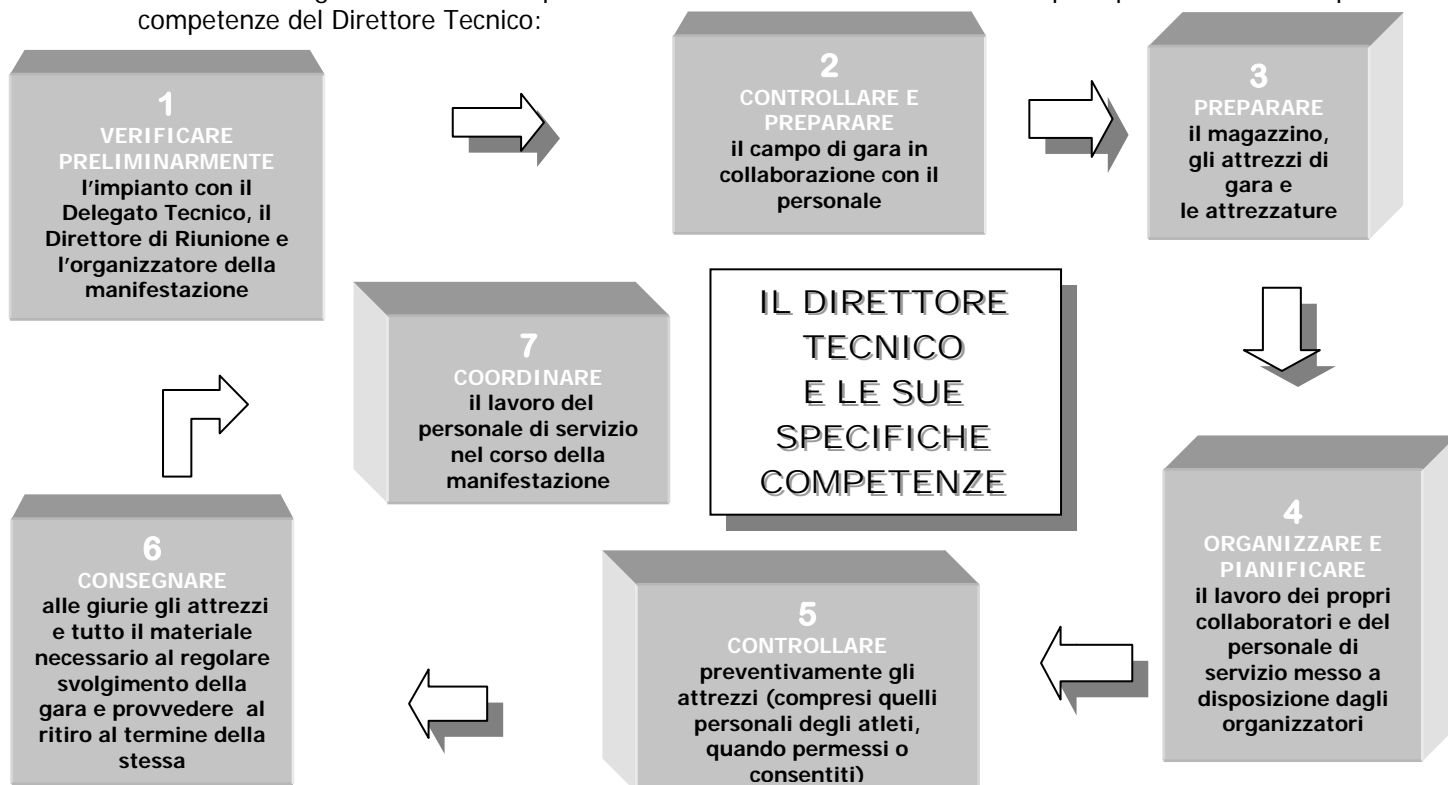 competenze del Direttore Tecnico:
1
VERIFICARE
PRELIMINARMENTE
l'impianto con il
Delegato Tecnico, il
Direttore di Riunione e
l'organizzatore della
manifestazione
2
CONTROLLARE E
PREPARARE
il campo di gara in
collaborazione con il
personale
3
PREPARARE
il magazzino,
gli attrezzi di
gara e
le attrezzature
IL DIRETTORE
TECNICO
E LE SUE
SPECIFICHE
COMPETENZE
4
ORGANIZZARE E
PIANIFICARE
il lavoro dei propri
collaboratori e del
personale di
servizio messo a
disposizione dagli
organizzatori
5
CONTROLLARE
preventivamente gli
attrezzi (compresi quelli
personali degli atleti,
quando permessi o
consentiti)
6
CONSEGNARE
alle giurie gli attrezzi
e tutto il materiale
necessario al regolare
svolgimento della
gara e provvedere al
ritiro al termine della
stessa
7
COORDINARE
il lavoro del
personale di servizio
nel corso della
manifestazione